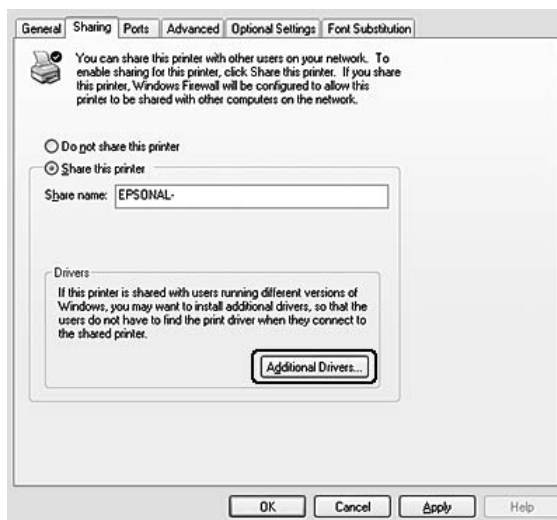 General Sharing Ports Advanced Optional Settings Font Substitution
You can share this printer with other users on your network. To
enable sharing for this printer, click Share this printer. If you share
this printer, Windows Firewall will be configured to allow this
printer to be shared with other computers on the network.
Do not share this printer
Share this printer
Share name: EPSONAL-
Drivers
If this printer is shared with users running different versions of
Windows, you may want to install additional drivers, so that the
users do not have to find the print driver when they connect to
the shared printer.
Additional Drivers...
OK Cancel Apply Help